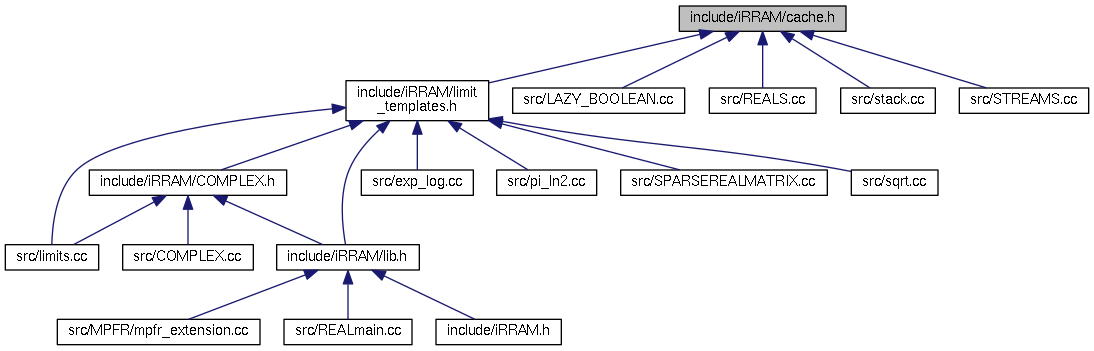 include/iRRAM/cache.h
include/iRRAM/limit
_templates.h
src/LAZY_BOOLEAN.cc
src/REALS.cc
src/stack.cc
src/STREAMS.cc
include/iRRAM/COMPLEX.h
src/exp_log.cc
src/pi_ln2.cc
src/SPARSEREALMATRIX.cc
src/sqrt.cc
src/limits.cc
src/COMPLEX.cc
include/iRRAM/lib.h
src/MPFR/mpfr_extension.cc
src/REALmain.cc
include/iRRAM.h